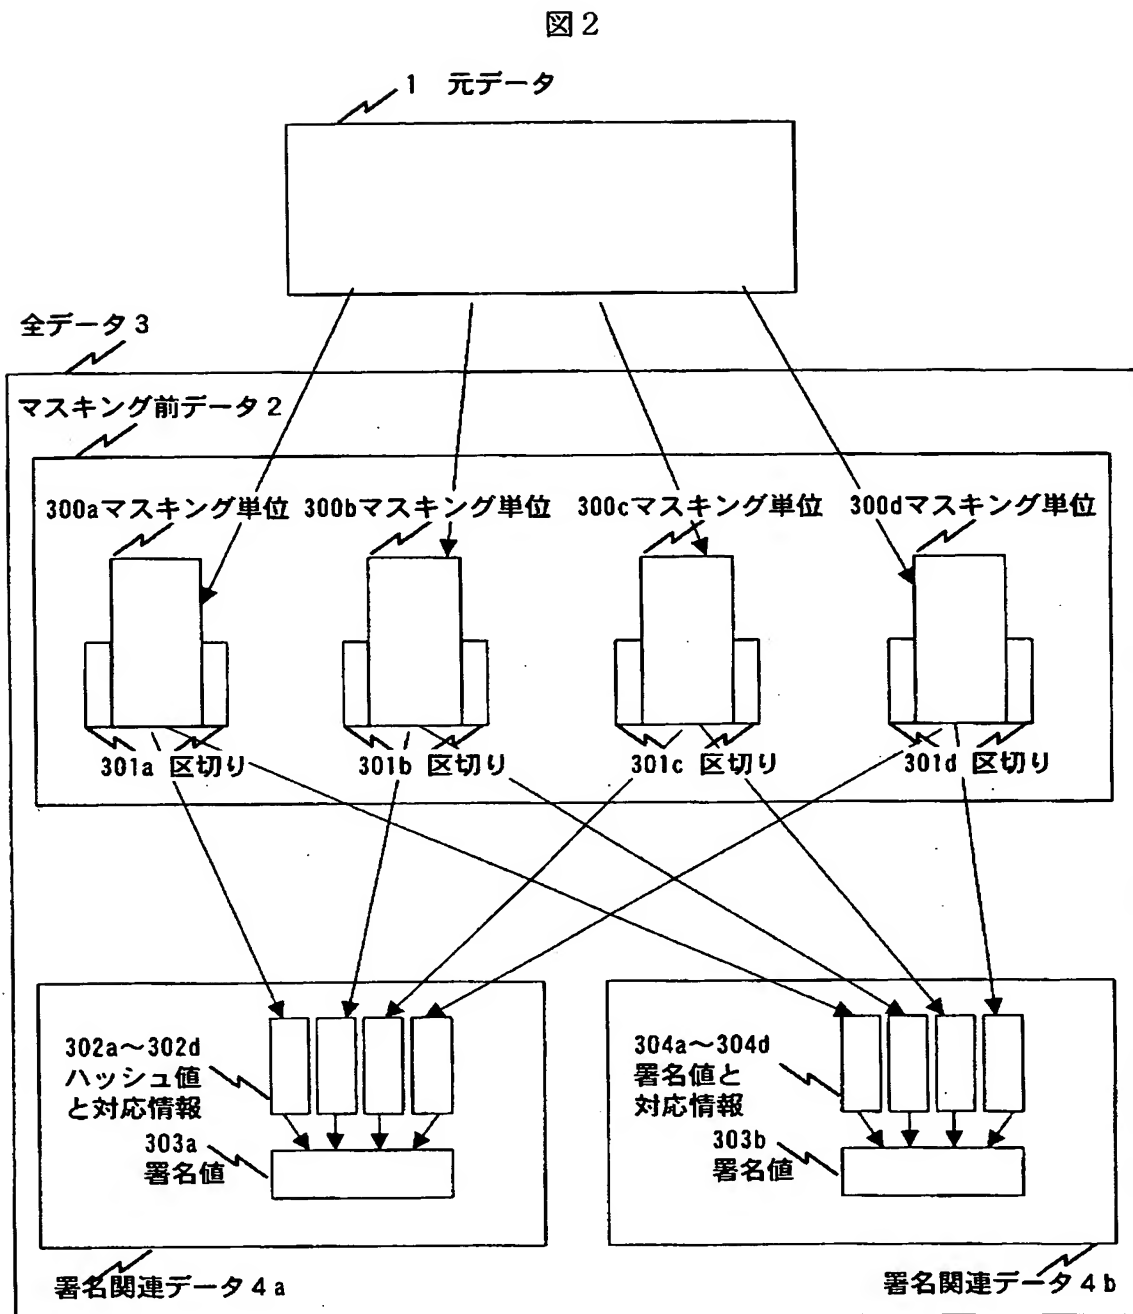 図2
1 元データ
全データ3
マスキング前データ2
300aマスキング単位 300bマスキング単位 300cマスキング単位 300dマスキング単位
301a 区切り 301b 区切り 301c 区切り 301d 区切り
302a～302d
ハッシュ値
と対応情報
303a
署名値
304a～304d
署名値と
対応情報
303b
署名値
署名関連データ4a
署名関連データ4b